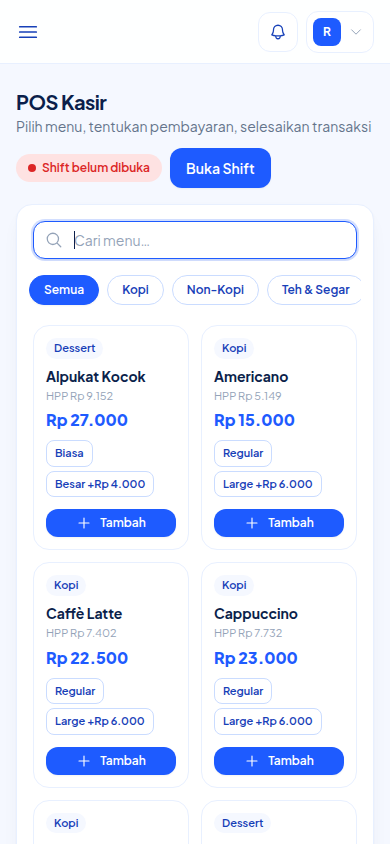 R
POS Kasir
Pilih menu, tentukan pembayaran, selesaikan transaksi
Shift belum dibuka
Buka Shift
Cari menu...
Semua
Kopi
Non-Kopi
Teh & Segar
Dessert
Alpukat Kocok
HPP Rp 9.152
Rp 27.000
Biasa
Besar +Rp 4.000
Tambah
Kopi
Americano
HPP Rp 5.149
Rp 15.000
Regular
Large +Rp 6.000
Tambah
Kopi
Caffè Latte
HPP Rp 7.402
Rp 22.500
Regular
Large +Rp 6.000
Tambah
Kopi
Cappuccino
HPP Rp 7.732
Rp 23.000
Regular
Large +Rp 6.000
Tambah
Kopi
Dessert